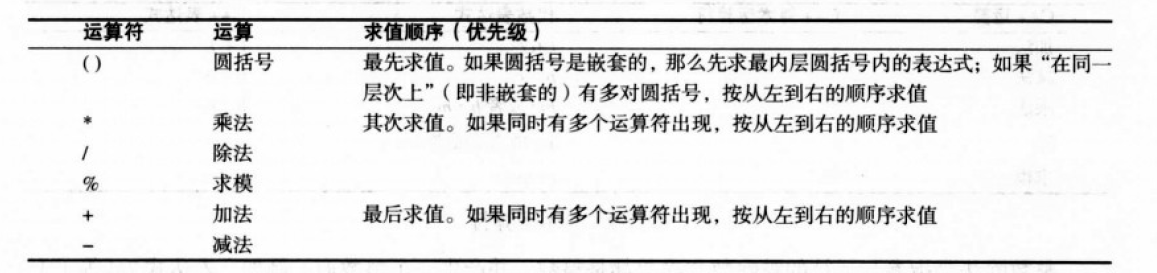 运算符 运算 求值顺序（优先级）
( ) 圆括号 最先求值。如果圆括号是嵌套的，那么先求最内层圆括号内的表达式；如果“在同一
层次上”（即非嵌套的）有多对圆括号，按从左到右的顺序求值
* 乘法 其次求值。如果同时有多个运算符出现，按从左到右的顺序求值
/ 除法
% 求模
+ 加法 最后求值。如果同时有多个运算符出现，按从左到右的顺序求值
− 减法